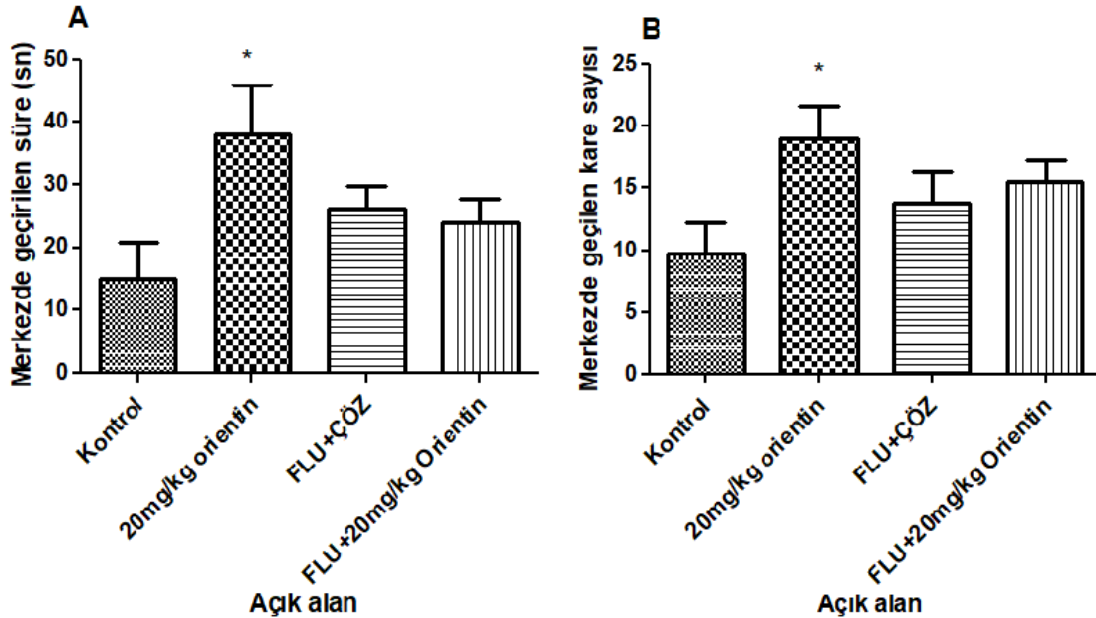 A
Merkezde geçirilen süre (sn)
50
40
30
20
10
0
*
Kontrol
20mg/kg orientin
FLU+ÇÖZ
FLU+20mg/kg Orientin
Açık alan
B
Merkezde geçilen kare sayısı
25
20
15
10
5
0
*
Kontrol
20mg/kg orientin
FLU+ÇÖZ
FLU+20mg/kg Orientin
Açık alan